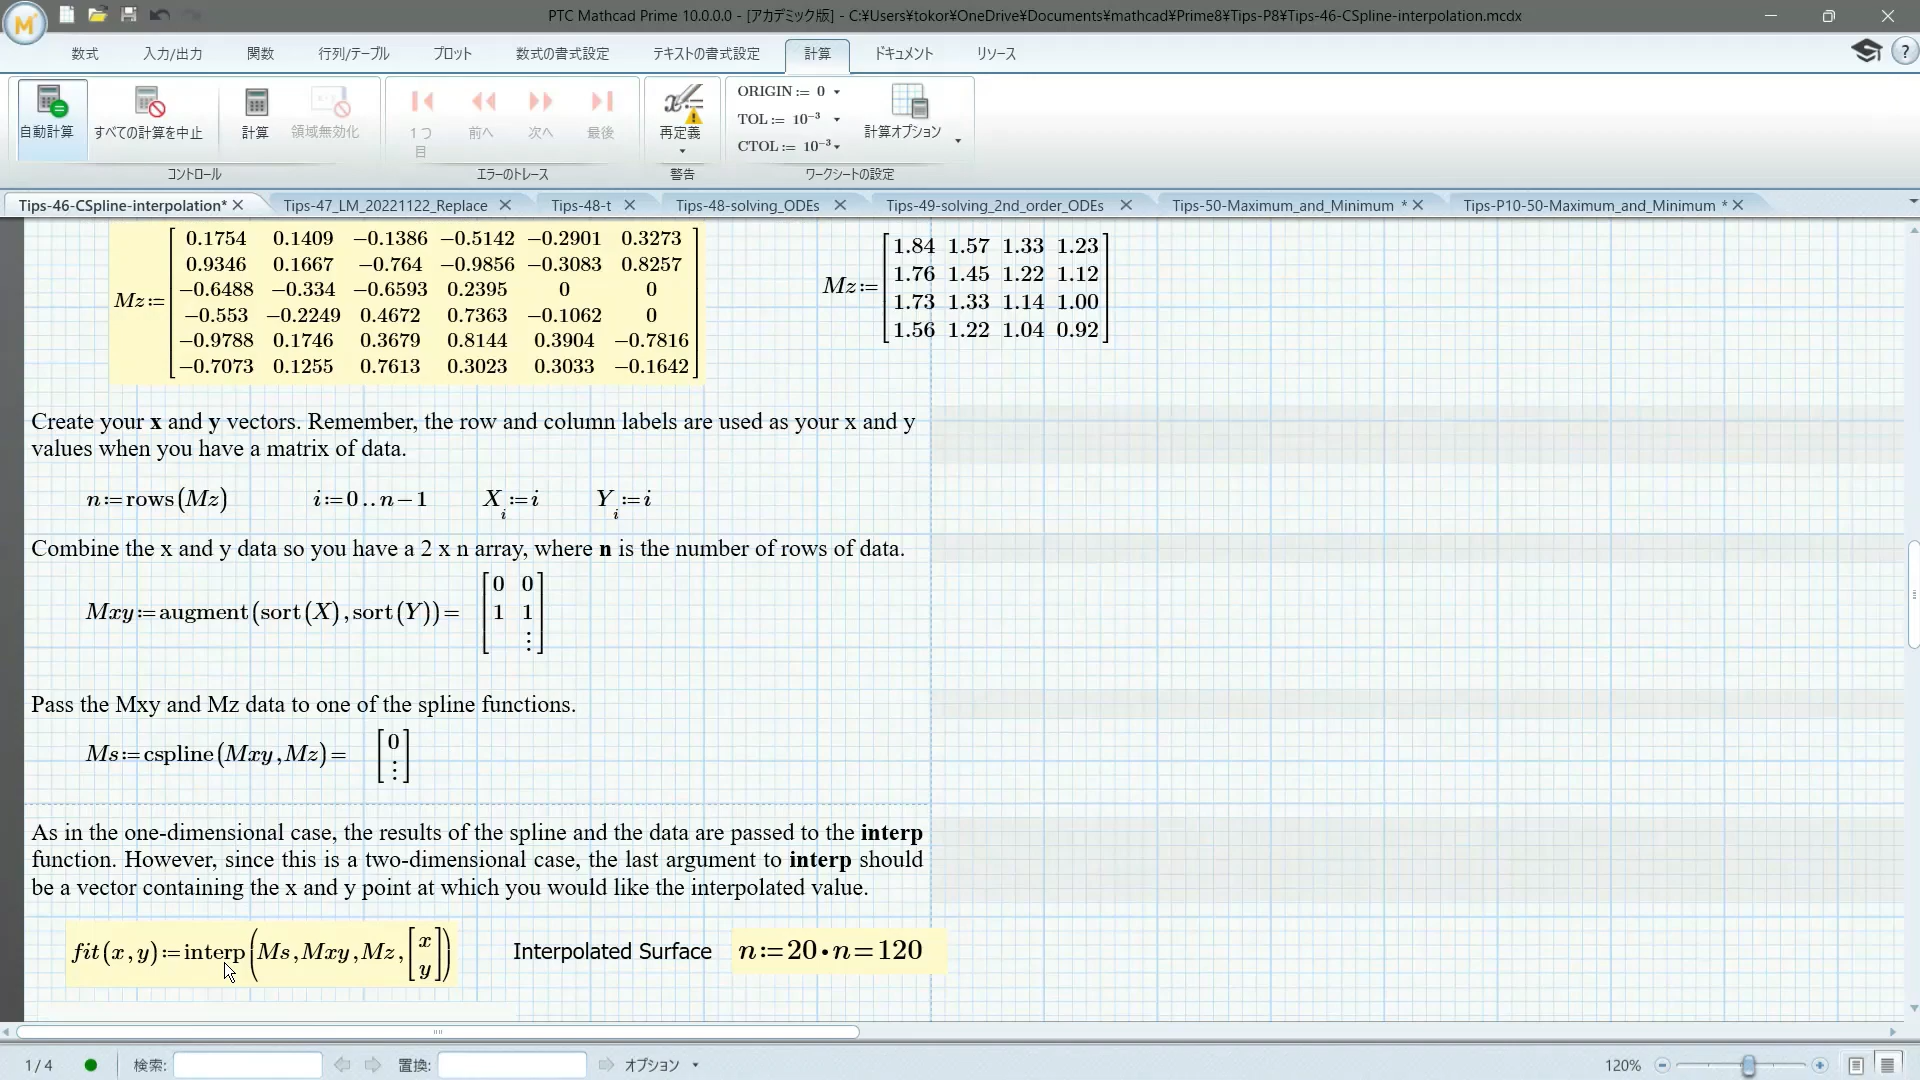 PTC Mathcad Prime 10.0.0.0 - [アカデミック版] - C:¥Users¥tokor¥OneDrive¥Documents¥mathcad¥Prime8¥Tips-P8¥Tips-46-CSpline-interpolation.mcdx
数式 入力/出力 関数 行列/テーブル プロット 数式の書式設定 テキストの書式設定 計算 ドキュメント リソース
自動計算 すべての計算を中止 計算 領域無効化
コントロール
1つ目 前へ 次へ 最後
エラーのトレース
再定義
警告
ORIGIN := 0
TOL := 10⁻³
CTOL := 10⁻³
計算オプション
ワークシートの設定
Tips-46-CSpline-interpolation* Tips-47_LM_20221122_Replace Tips-48-t Tips-48-solving_ODEs Tips-49-solving_2nd_order_ODEs Tips-50-Maximum_and_Minimum * Tips-P10-50-Maximum_and_Minimum *
Mz:=
0.1754 0.1409 −0.1386 −0.5142 −0.2901 0.3273
0.9346 0.1667 −0.764 −0.9856 −0.3083 0.8257
−0.6488 −0.334 −0.6593 0.2395 0 0
−0.553 −0.2249 0.4672 0.7363 −0.1062 0
−0.9788 0.1746 0.3679 0.8144 0.3904 −0.7816
−0.7073 0.1255 0.7613 0.3023 0.3033 −0.1642
Mz:=
1.84 1.57 1.33 1.23
1.76 1.45 1.22 1.12
1.73 1.33 1.14 1.00
1.56 1.22 1.04 0.92
Create your x and y vectors. Remember, the row and column labels are used as your x and y
values when you have a matrix of data.
n:=rows(Mz) i:=0..n−1 X_i:=i Y_i:=i
Combine the x and y data so you have a 2 x n array, where n is the number of rows of data.
Mxy:=augment(sort(X),sort(Y))=
0 0
1 1
⋮
Pass the Mxy and Mz data to one of the spline functions.
Ms:=cspline(Mxy,Mz)=
0
⋮
As in the one-dimensional case, the results of the spline and the data are passed to the interp
function. However, since this is a two-dimensional case, the last argument to interp should
be a vector containing the x and y point at which you would like the interpolated value.
fit(x,y):=interp(Ms,Mxy,Mz,[x y]) Interpolated Surface n:=20•n=120
1 / 4 検索: 置換: オプション 120%